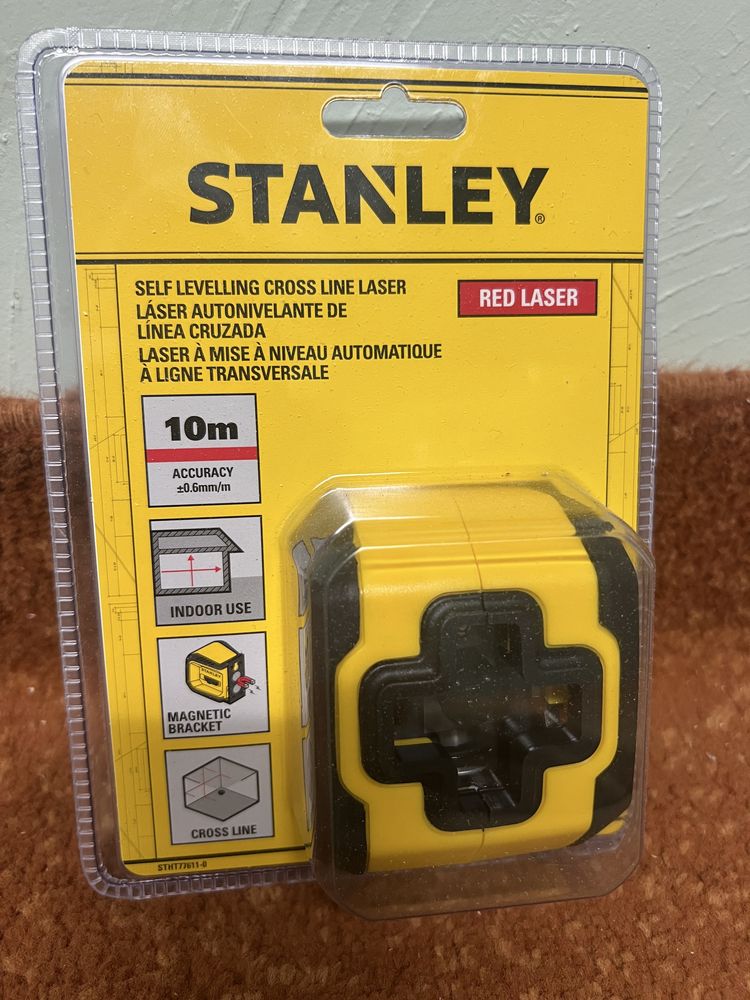 STANLEY®
SELF LEVELLING CROSS LINE LASER
LÁSER AUTONIVELANTE DE
LÍNEA CRUZADA
LASER À MISE À NIVEAU AUTOMATIQUE
À LIGNE TRANSVERSALE
RED LASER
10m
ACCURACY
±0.6mm/m
INDOOR USE
STANLEY
MAGNETIC
BRACKET
CROSS LINE
STHT77611-0